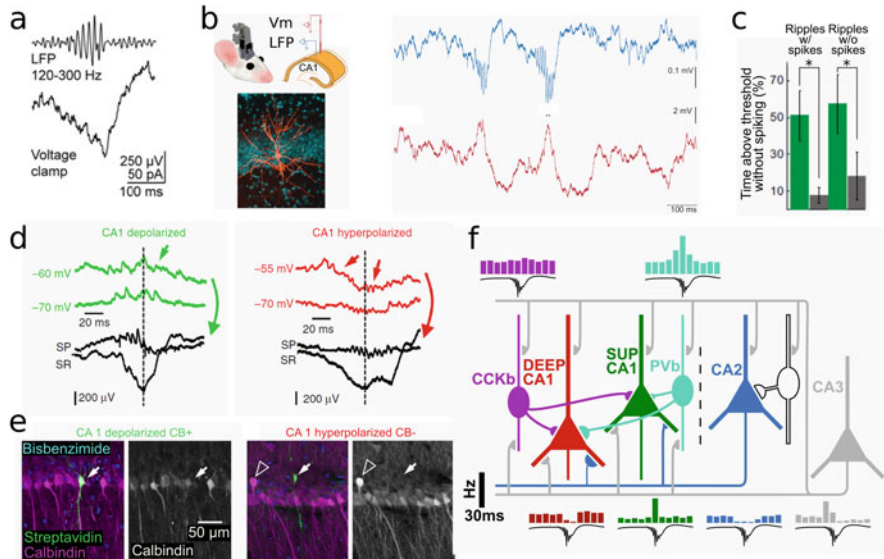 a
LFP
120-300 Hz
Voltage
clamp
250 µV
50 pA
100 ms
b
Vm
LFP
CA1
0.1 mV
2 mV
100 ms
c
Ripples
w/
spikes
Ripples
w/o
spikes
*
*
Time above threshold
without spiking (%)
70
50
30
10
d
CA1 depolarized
−60 mV
−70 mV
20 ms
SP
SR
200 µV
CA1 hyperpolarized
−55 mV
−70 mV
20 ms
SP
SR
200 µV
e
CA 1 depolarized CB+
CA 1 hyperpolarized CB-
Bisbenzimide
Streptavidin
Calbindin
50 µm
Calbindin
f
CCKb
DEEP
CA1
SUP
CA1
PVb
CA2
CA3
Hz
30ms